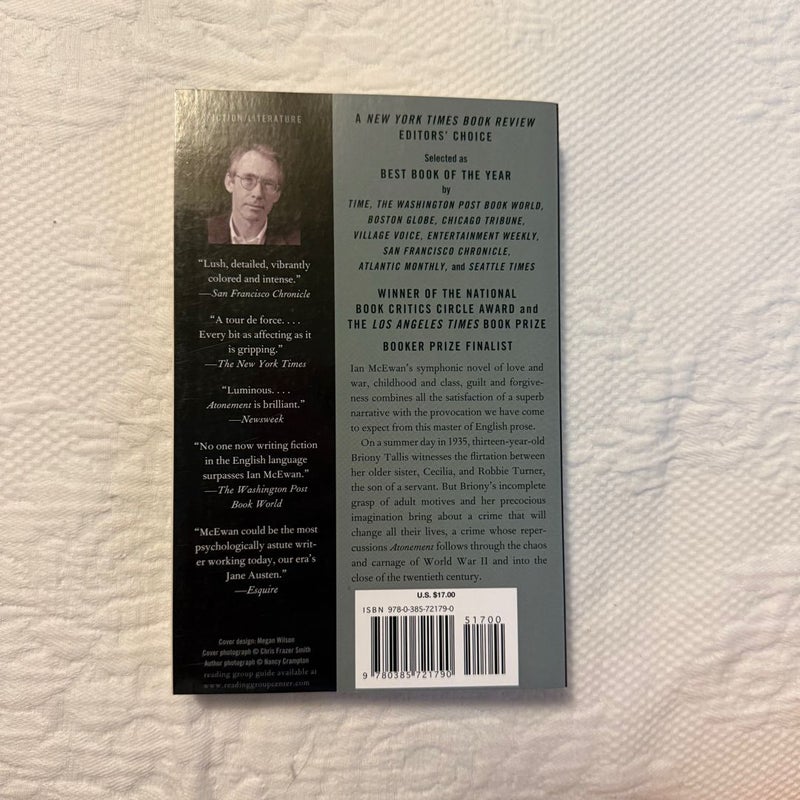 FICTION/LITERATURE
“Lush, detailed, vibrantly
colored and intense.”
—San Francisco Chronicle
“A tour de force. . . .
Every bit as affecting as it
is gripping.”
—The New York Times
“Luminous. . . .
Atonement is brilliant.”
—Newsweek
“No one now writing fiction
in the English language
surpasses Ian McEwan.”
—The Washington Post
Book World
“McEwan could be the most
psychologically astute writ-
er working today, our era’s
Jane Austen.”
—Esquire
Cover design: Megan Wilson
Cover photograph © Chris Frazer Smith
Author photograph © Nancy Crampton
reading group guide available at
www.readinggroupcenter.com
A NEW YORK TIMES BOOK REVIEW
EDITORS’ CHOICE
Selected as
BEST BOOK OF THE YEAR
by
TIME, THE WASHINGTON POST BOOK WORLD,
BOSTON GLOBE, CHICAGO TRIBUNE,
VILLAGE VOICE, ENTERTAINMENT WEEKLY,
SAN FRANCISCO CHRONICLE,
ATLANTIC MONTHLY, and SEATTLE TIMES
WINNER OF THE NATIONAL
BOOK CRITICS CIRCLE AWARD and
THE LOS ANGELES TIMES BOOK PRIZE
BOOKER PRIZE FINALIST
Ian McEwan’s symphonic novel of love and
war, childhood and class, guilt and forgive-
ness combines all the satisfaction of a superb
narrative with the provocation we have come
to expect from this master of English prose.
On a summer day in 1935, thirteen-year-old
Briony Tallis witnesses the flirtation between
her older sister, Cecilia, and Robbie Turner,
the son of a servant. But Briony’s incomplete
grasp of adult motives and her precocious
imagination bring about a crime that will
change all their lives, a crime whose reper-
cussions Atonement follows through the chaos
and carnage of World War II and into the
close of the twentieth century.
U.S. $17.00
ISBN 978-0-385-72179-0
51700
9 780385 721790